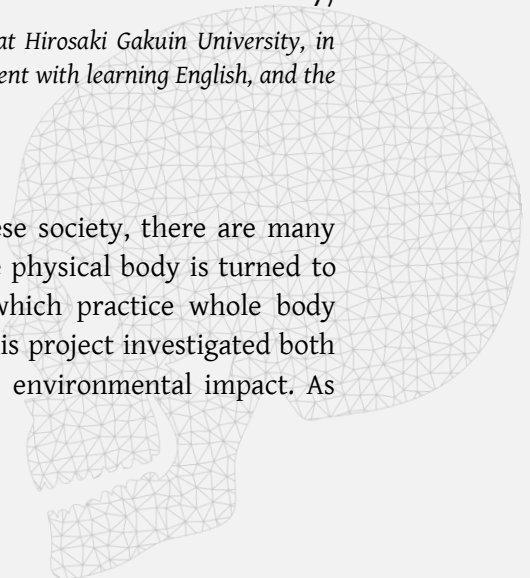 at Hirosaki Gakuin University, in
ent with learning English, and the
ese society, there are many
physical body is turned to
which practice whole body
is project investigated both
environmental impact. As